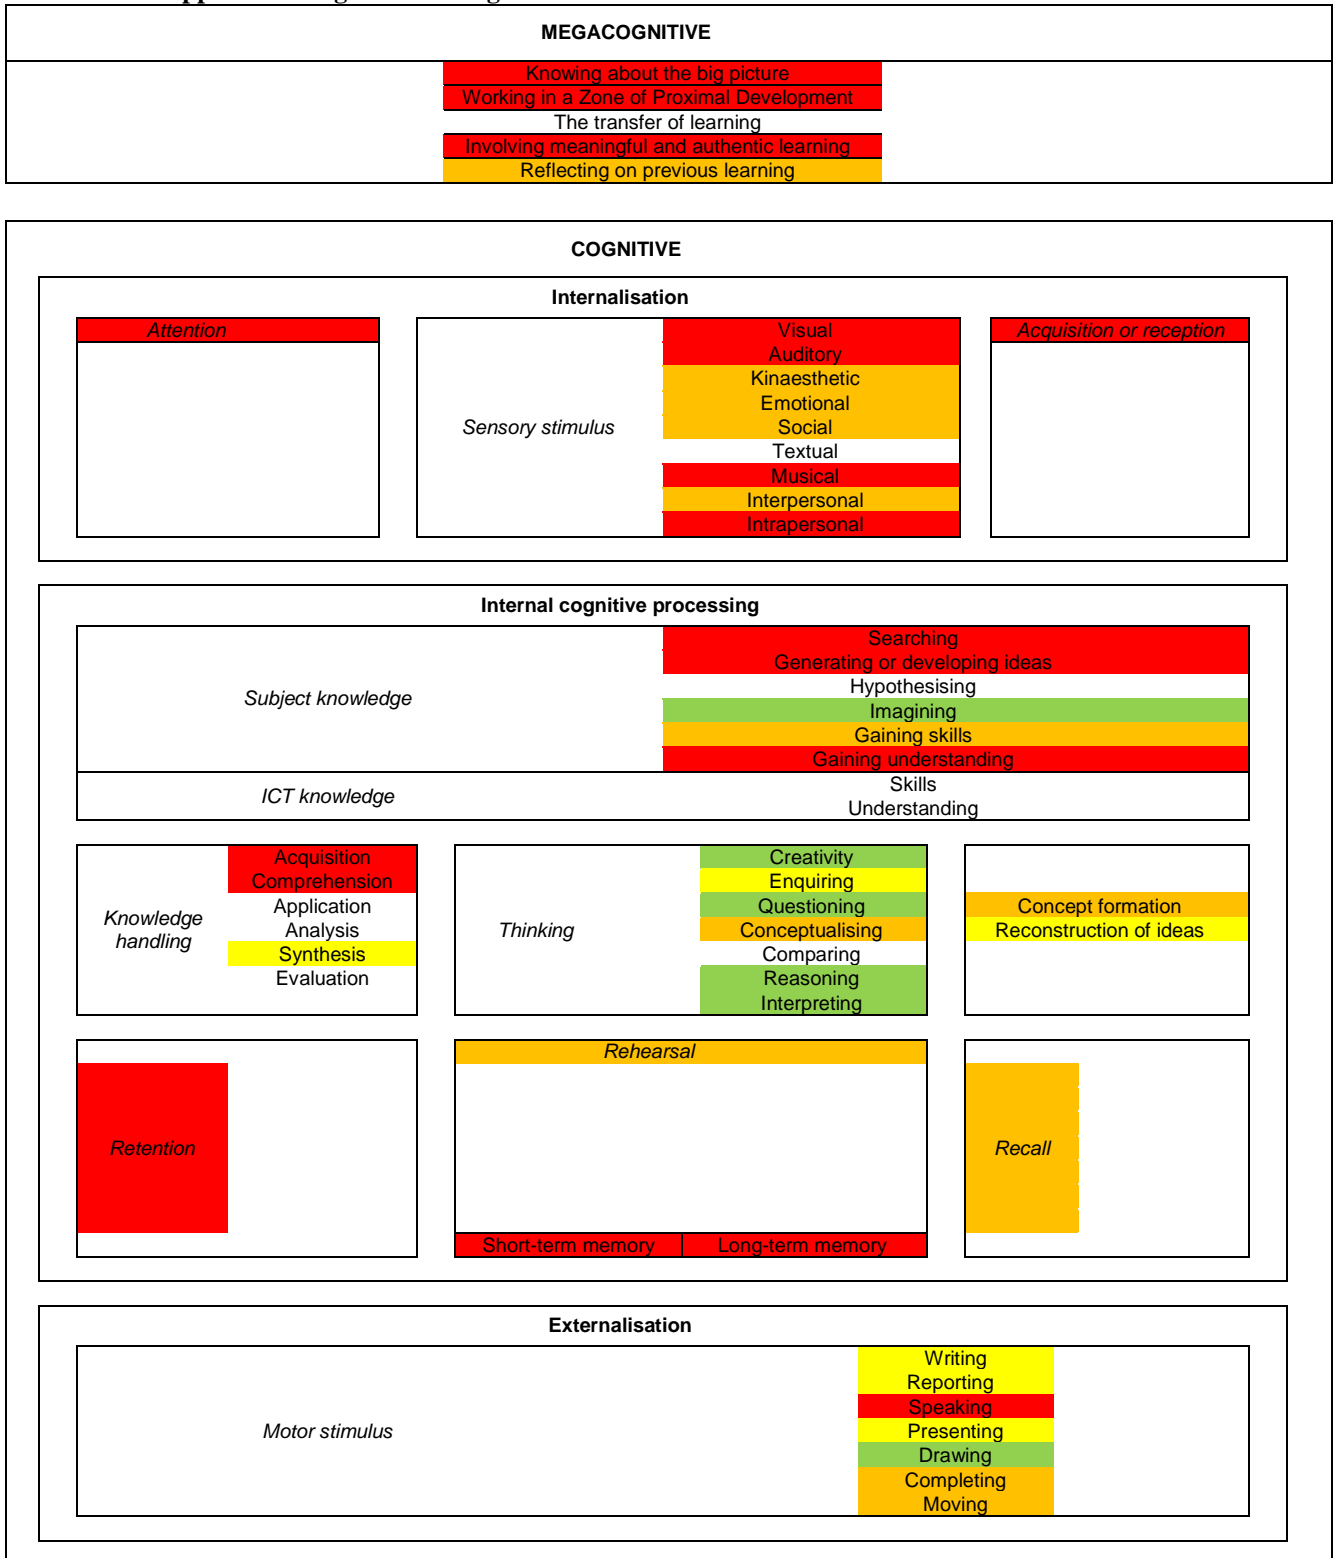 MEGACOGNITIVE
Knowing about the big picture
Working in a Zone of Proximal Development
The transfer of learning
Involving meaningful and authentic learning
Reflecting on previous learning
COGNITIVE
Internalisation
Attention
Sensory stimulus
Visual
Auditory
Kinaesthetic
Emotional
Social
Textual
Musical
Interpersonal
Intrapersonal
Acquisition or reception
Internal cognitive processing
Subject knowledge
Searching
Generating or developing ideas
Hypothesising
Imagining
Gaining skills
Gaining understanding
ICT knowledge
Skills
Understanding
Knowledge
handling
Acquisition
Comprehension
Application
Analysis
Synthesis
Evaluation
Thinking
Creativity
Enquiring
Questioning
Conceptualising
Comparing
Reasoning
Interpreting
Concept formation
Reconstruction of ideas
Retention
Rehearsal
Short-term memory
Long-term memory
Recall
Externalisation
Motor stimulus
Writing
Reporting
Speaking
Presenting
Drawing
Completing
Moving